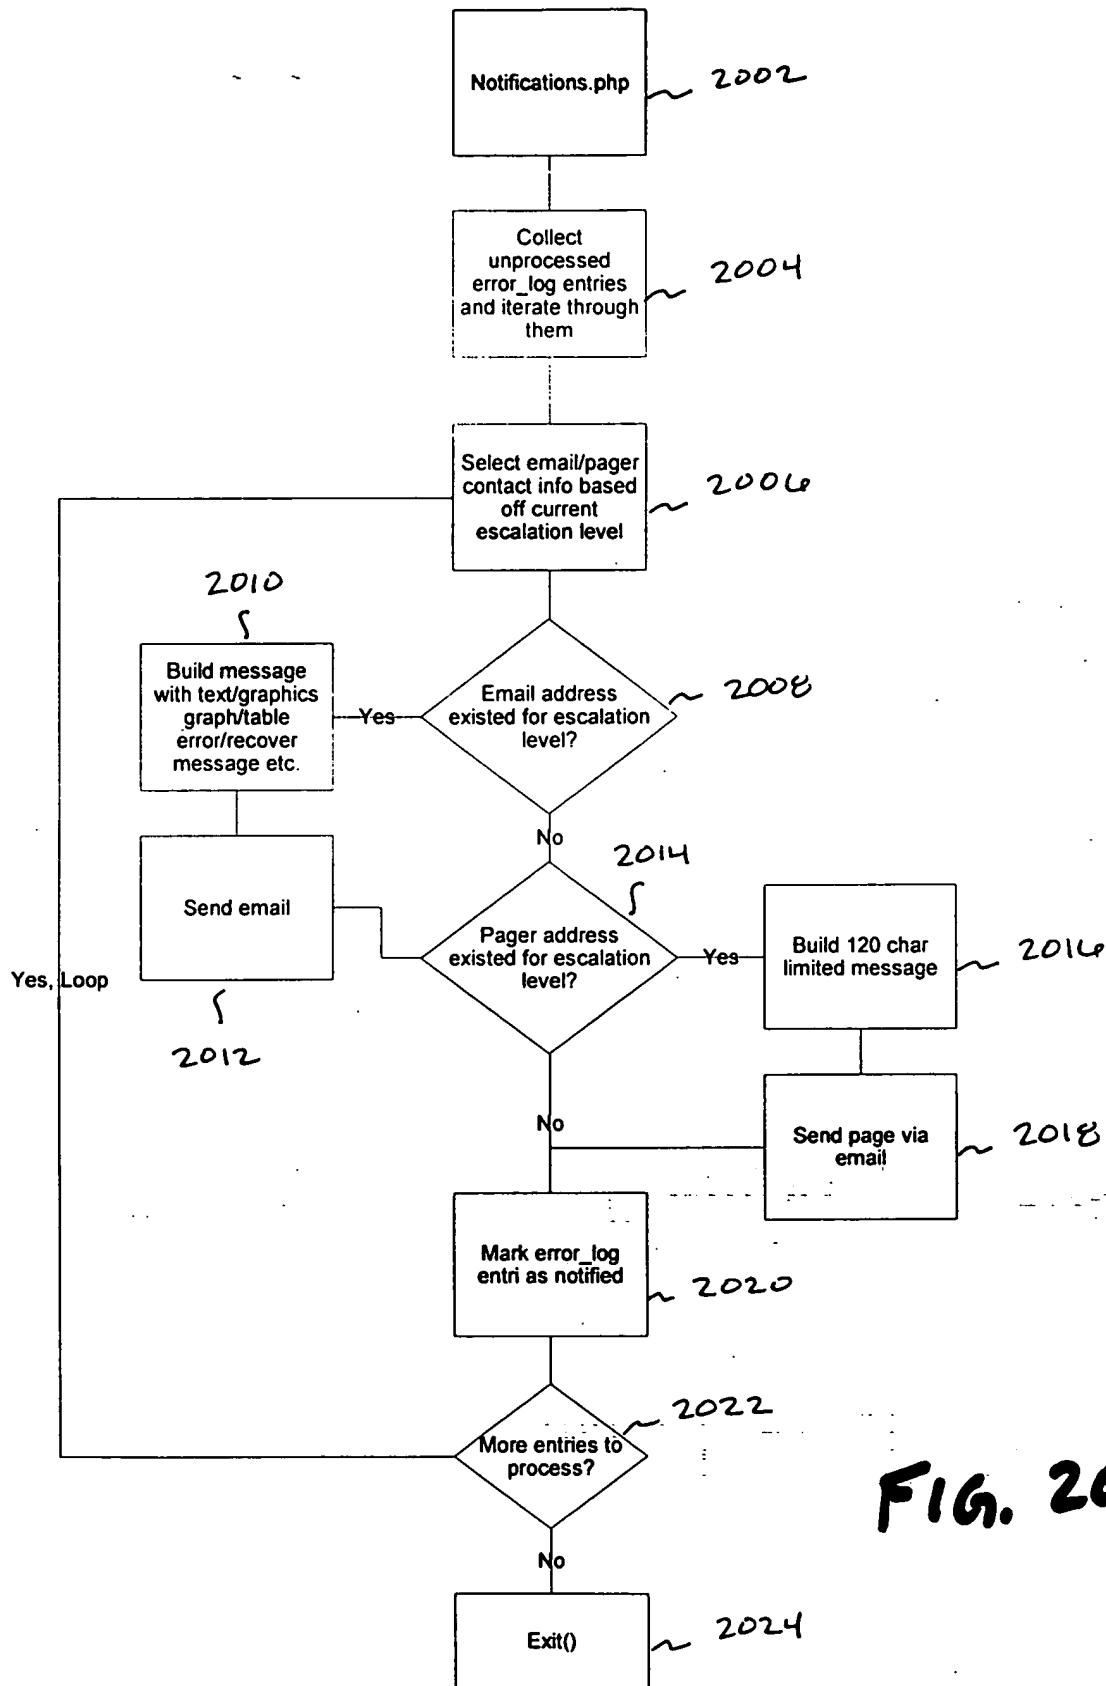 Notifications.php
2002
Collect
unprocessed
error_log entries
and iterate through
them
2004
Select email/pager
contact info based
off current
escalation level
2006
2010
Build message
with text/graphics
graph/table
error/recover
message etc.
Yes
Email address
existed for escalation
level?
2008
No
2014
Send email
Pager address
existed for escalation
level?
Yes
Build 120 char
limited message
2016
Yes, Loop
2012
No
Send page via
email
2018
Mark error_log
entri as notified
2020
2022
More entries to
process?
FIG. 20
No
Exit()
2024